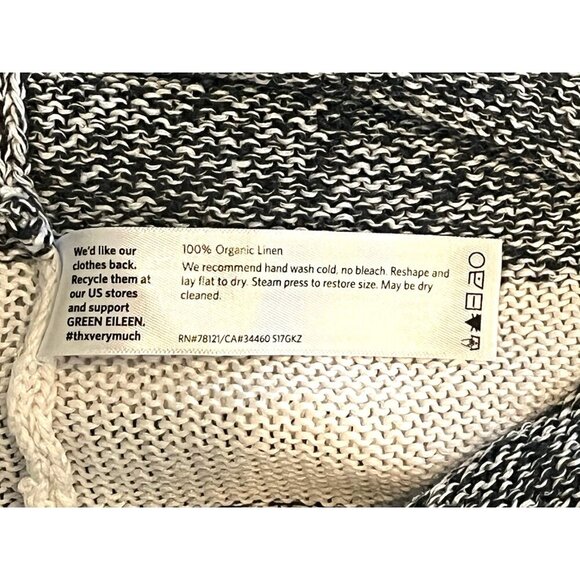 We'd like our
clothes back.
Recycle them at
our US stores
and support
GREEN EILEEN.
#thxverymuch
100% Organic Linen
We recommend hand wash cold, no bleach. Reshape and
lay flat to dry. Steam press to restore size. May be dry
cleaned.
RN#78121/CA#34460 S17GKZ